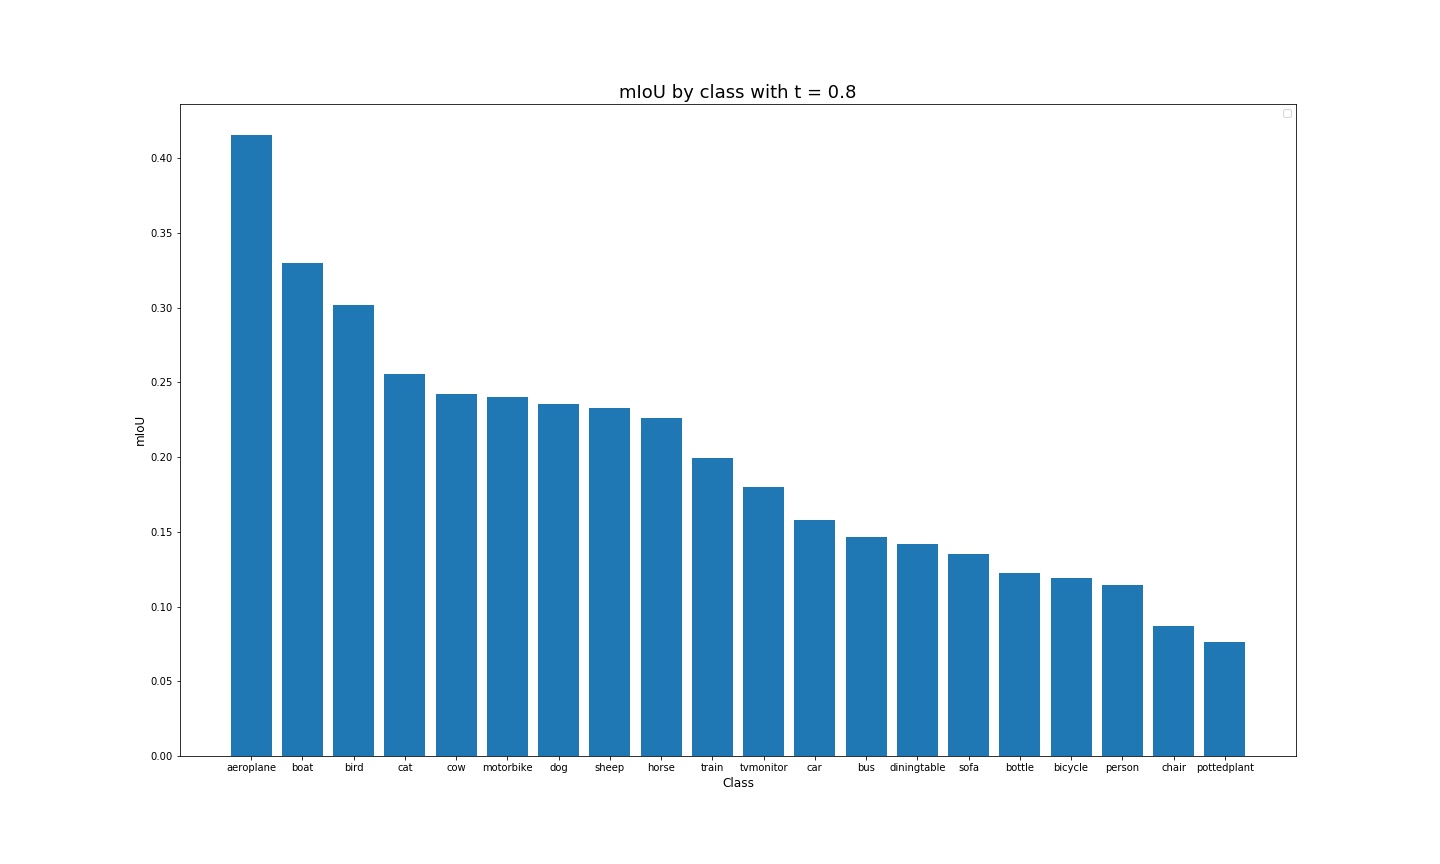 mIoU by class with t = 0.8
0.40
0.35
0.30
0.25
0.20
0.15
0.10
0.05
0.00
mIoU
aeroplane boat bird cat cow motorbike dog sheep horse train tvmonitor car bus diningtable sofa bottle bicycle person chair pottedplant
Class